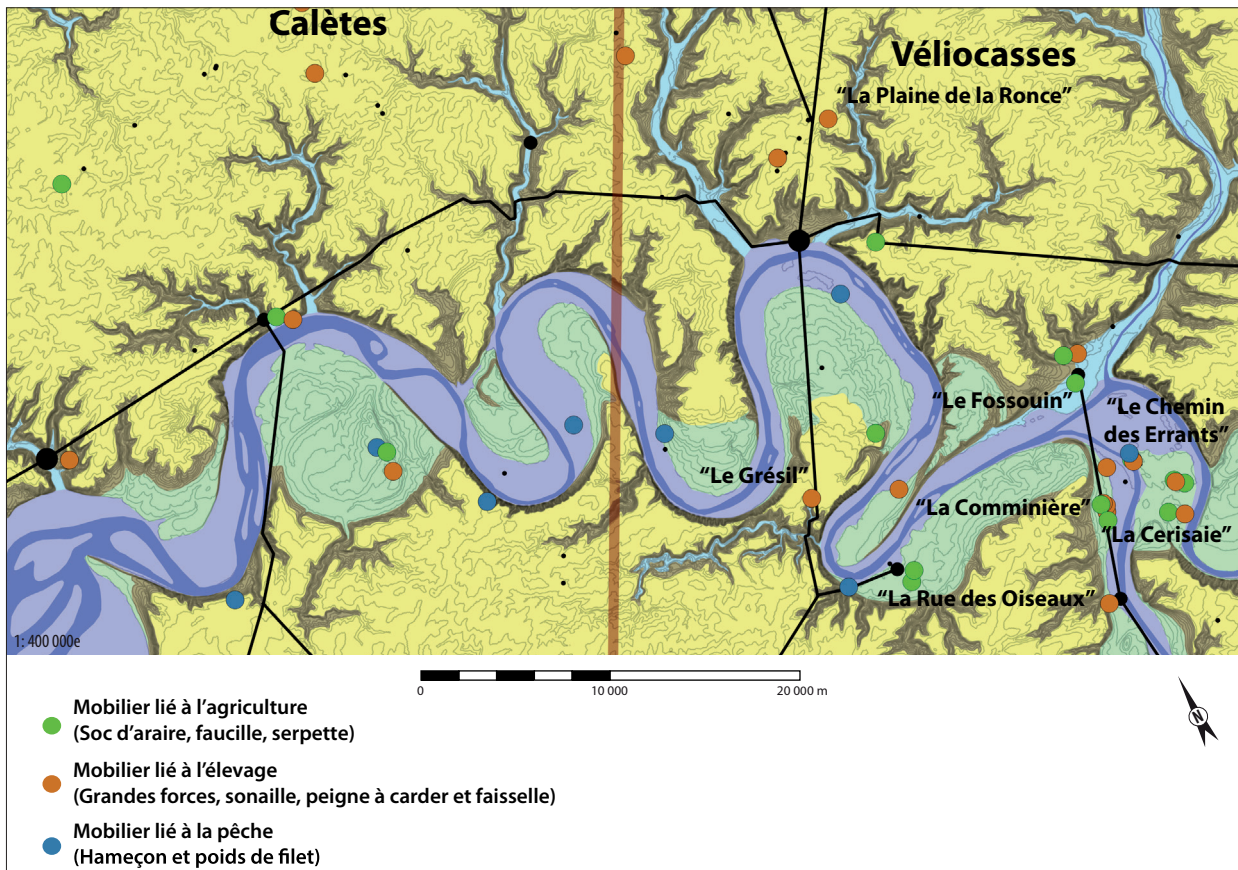 Calètes
Véliocasses
“La Plaine de la Ronce”
“Le Fossouin”
“Le Chemin
des Errants”
“Le Grésil”
“La Comminière”
“La Cerisaie”
“La Rue des Oiseaux”
1: 400 000e
0 10 000 20 000 m
N
Mobilier lié à l’agriculture
(Soc d’araire, faucille, serpette)
Mobilier lié à l’élevage
(Grandes forces, sonaille, peigne à carder et faisselle)
Mobilier lié à la pêche
(Hameçon et poids de filet)